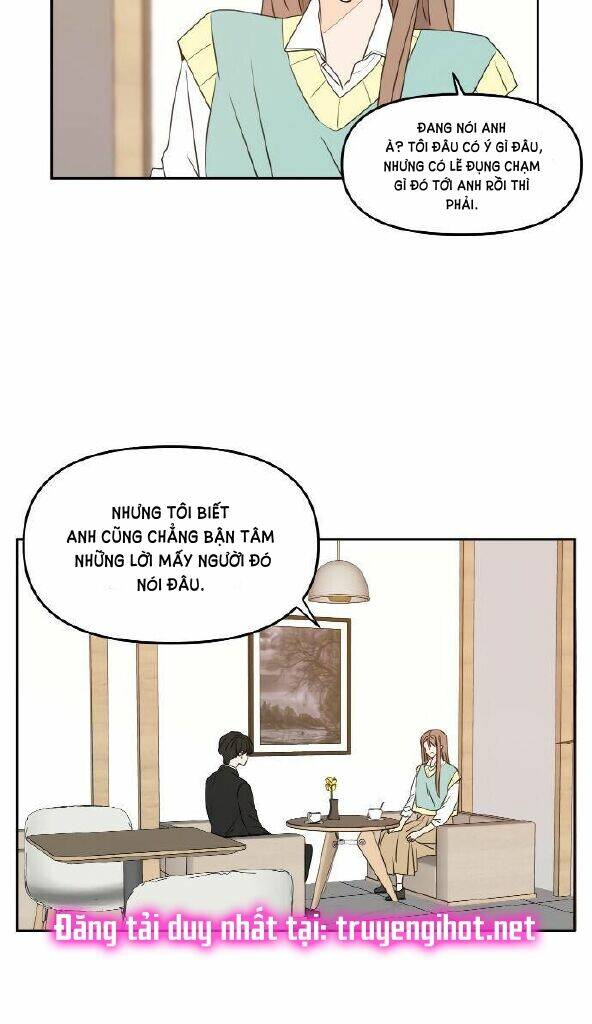 ĐANG NÓI ANH
À? TÔI ĐÂU CÓ Ý GÌ ĐÂU,
NHƯNG CÓ LẼ ĐỤNG CHẠM
GÌ ĐÓ TỚI ANH RỒI THÌ
PHẢI.
NHƯNG TÔI BIẾT
ANH CŨNG CHẲNG BẬN TÂM
NHỮNG LỜI MẤY NGƯỜI ĐÓ
NÓI ĐÂU.
Đăng tải duy nhất tại: truyengihot.net